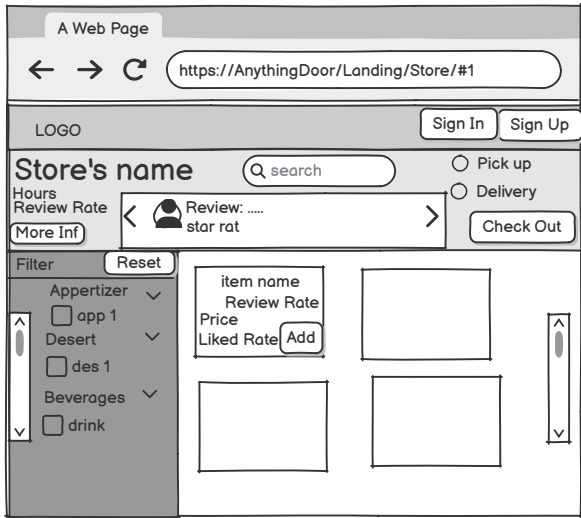 A Web Page
https://AnythingDoor/Landing/Store/#1
LOGO
Sign In
Sign Up
Store's name
search
Pick up
Hours
Review Rate
Delivery
Review: .....
star rat
More Inf
Check Out
Filter
Reset
Appertizer
app 1
Desert
des 1
Beverages
drink
item name
Review Rate
Price
Liked Rate
Add